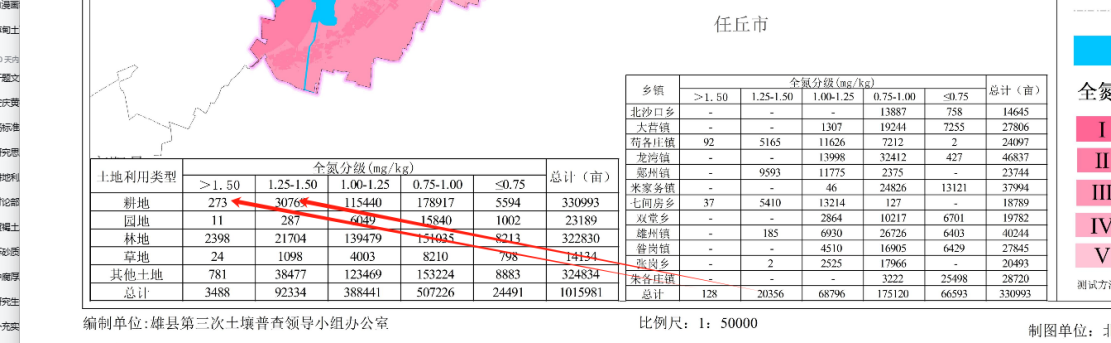 任丘市
乡镇 全氮分级(mg/kg) 总计（亩）
>1.50 1.25-1.50 1.00-1.25 0.75-1.00 ≤0.75
北沙口乡 - - - 13887 758 14645
大营镇 - - 1307 19244 7255 27806
苟各庄镇 92 5165 11626 7212 2 24097
龙湾镇 - - 13998 32412 427 46837
鄚州镇 - 9593 11775 2375 - 23744
米家务镇 - - 46 24826 13121 37994
七间房乡 37 5410 13214 127 - 18789
双堂乡 - - 2864 10217 6701 19782
雄州镇 - 185 6930 26726 6403 40244
昝岗镇 - - 4510 16905 6429 27845
张岗乡 - 2 2525 17966 - 20493
朱各庄镇 - - - 3222 25498 28720
总计 128 20356 68796 175120 66593 330993
土地利用类型 全氮分级(mg/kg) 总计（亩）
>1.50 1.25-1.50 1.00-1.25 0.75-1.00 ≤0.75
耕地 273 115440 178917 5594 330993
园地 11 287 6049 15840 1002 23189
林地 2398 21704 139479 151035 8213 322830
草地 24 1098 4003 8210 798 14134
其他土地 781 38477 123469 153224 8883 324834
总计 3488 92334 388441 507226 24491 1015981
全氮
I
II
III
IV
V
测试方
编制单位:雄县第三次土壤普查领导小组办公室
比例尺：1：50000
制图单位：